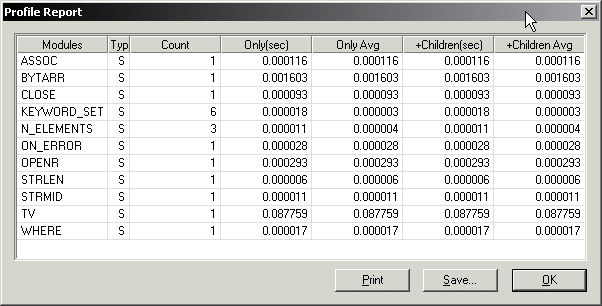 Profile Report
Modules Typ Count Only(sec) Only Avg +Children(sec) +Children Avg
ASSOC S 1 0.000116 0.000116 0.000116 0.000116
BYTARR S 1 0.001603 0.001603 0.001603 0.001603
CLOSE S 1 0.000093 0.000093 0.000093 0.000093
KEYWORD_SET S 6 0.000018 0.000003 0.000018 0.000003
N_ELEMENTS S 3 0.000011 0.000004 0.000011 0.000004
ON_ERROR S 1 0.000028 0.000028 0.000028 0.000028
OPENR S 1 0.000293 0.000293 0.000293 0.000293
STRLEN S 1 0.000006 0.000006 0.000006 0.000006
STRMID S 1 0.000011 0.000011 0.000011 0.000011
TV S 1 0.087759 0.087759 0.087759 0.087759
WHERE S 1 0.000017 0.000017 0.000017 0.000017
Print Save... OK